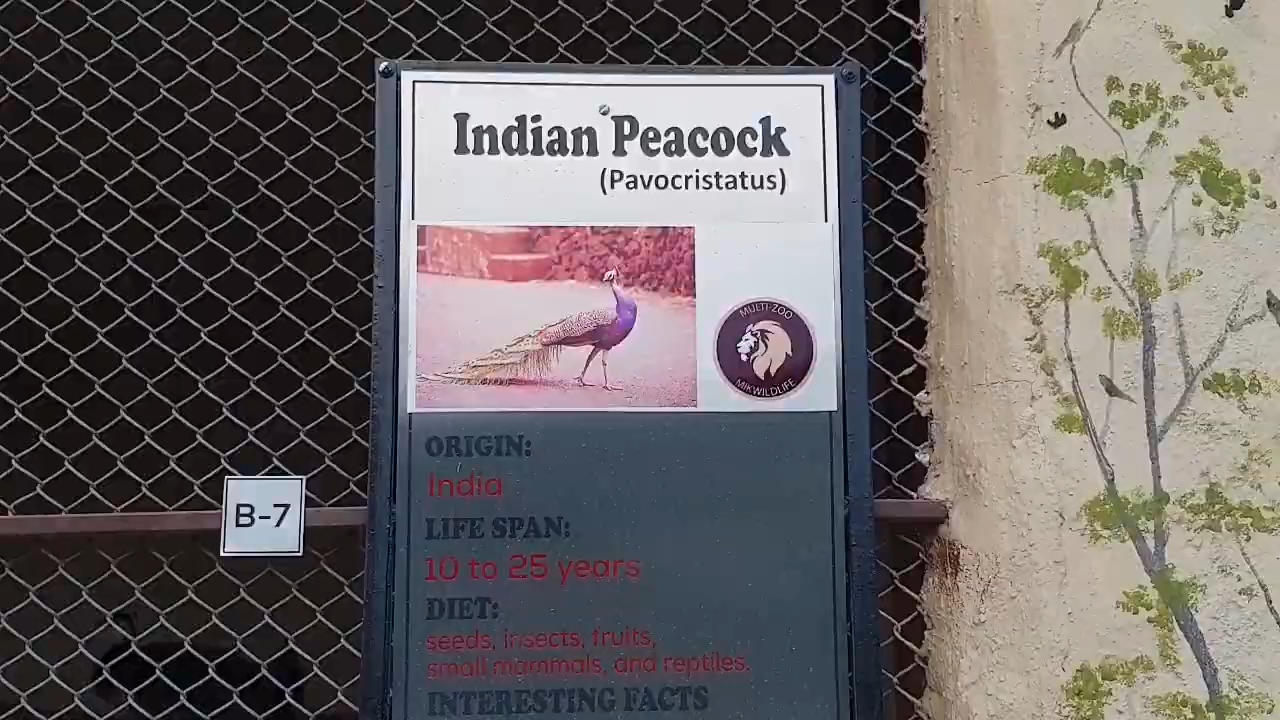 Indian Peacock
(Pavocristatus)
MULTI-ZOO
MIKWILDLIFE
ORIGIN:
India
B-7
LIFE SPAN:
10 to 25 years
DIET:
seeds, insects, fruits,
small mammals, and reptiles.
INTERESTING FACTS